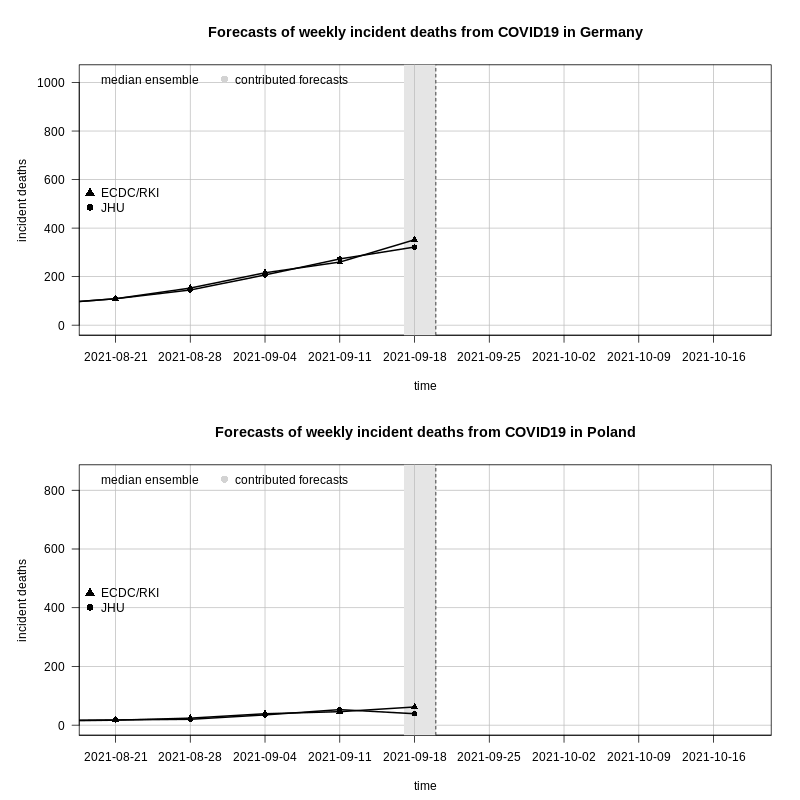 Forecasts of weekly incident deaths from COVID19 in Germany
median ensemble contributed forecasts
1000
800
600
400
200
0
incident deaths
ECDC/RKI
JHU
2021-08-21 2021-08-28 2021-09-04 2021-09-11 2021-09-18 2021-09-25 2021-10-02 2021-10-09 2021-10-16
time
Forecasts of weekly incident deaths from COVID19 in Poland
median ensemble contributed forecasts
800
600
400
200
0
incident deaths
ECDC/RKI
JHU
2021-08-21 2021-08-28 2021-09-04 2021-09-11 2021-09-18 2021-09-25 2021-10-02 2021-10-09 2021-10-16
time